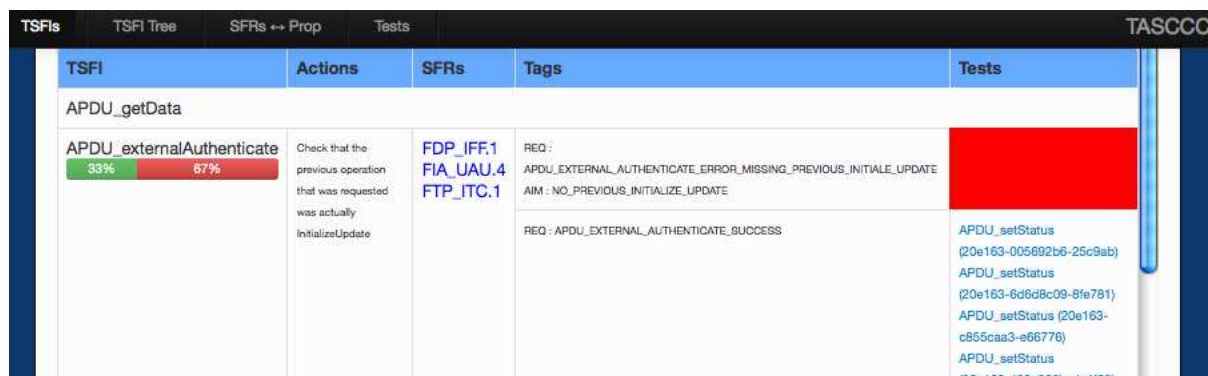 TSFIs TSFI Tree SFRs ↔ Prop Tests TASCCC
TSFI Actions SFRs Tags Tests
APDU_getData
APDU_externalAuthenticate
33% 67%
Check that the
previous operation
that was requested
was actually
InitializeUpdate
FDP_IFF.1
FIA_UAU.4
FTP_ITC.1
REQ :
APDU_EXTERNAL_AUTHENTICATE_ERROR_MISSING_PREVIOUS_INITIALE_UPDATE
AIM : NO_PREVIOUS_INITIALIZE_UPDATE
REQ : APDU_EXTERNAL_AUTHENTICATE_SUCCESS
APDU_setStatus
(20e163-005692b6-25c9ab)
APDU_setStatus
(20e163-6d6d8c09-8fe781)
APDU_setStatus (20e163-
c855caa3-e66776)
APDU_setStatus